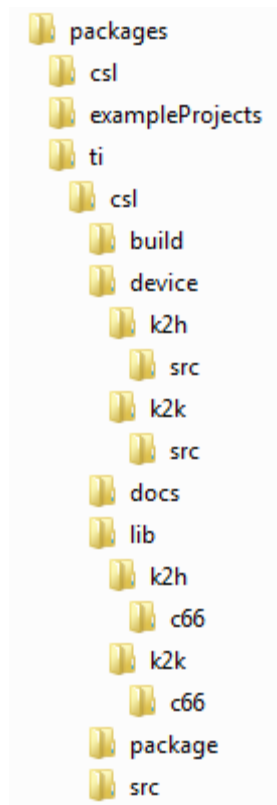 packages
csl
exampleProjects
ti
csl
build
device
k2h
src
k2k
src
docs
lib
k2h
c66
k2k
c66
package
src